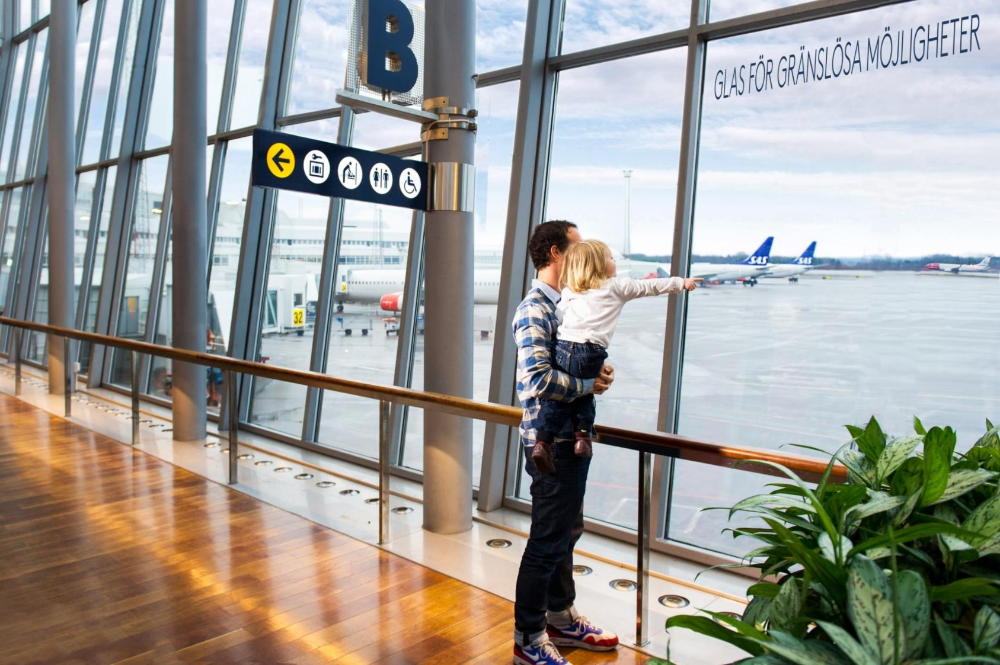 B
GLAS FÖR GRÄNSLÖSA MÖJLIGHETER
SAS
SAS
32